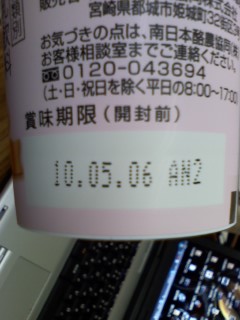 宮崎県都城市姫城町32街区
お気づきの点は、南日本酪農協同㈱
お客様相談室までご連絡ください。
0120-043694
(土・日・祝日を除く平日の8:00~17:00)
賞味期限(開封前)
10.05.06 AN2